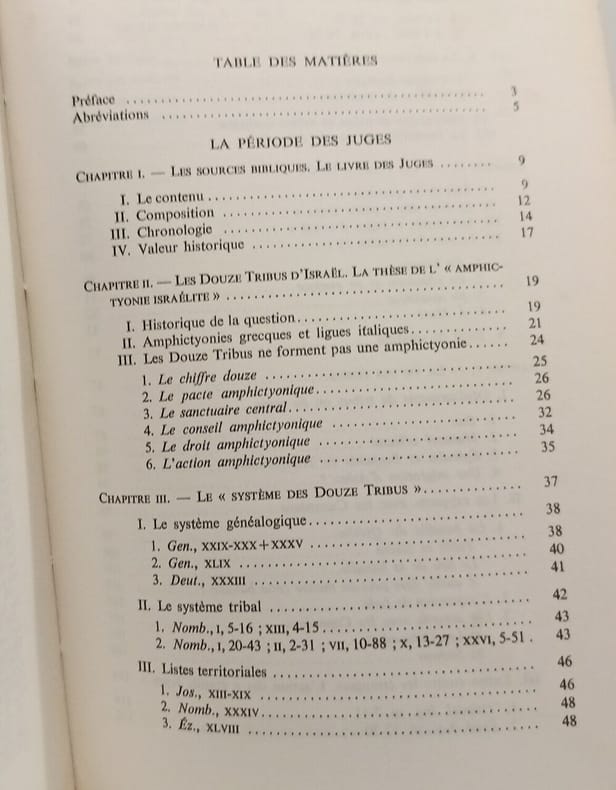 TABLE DES MATIÈRES
Préface .......... 3
Abréviations .......... 5
LA PÉRIODE DES JUGES
CHAPITRE I. — LES SOURCES BIBLIQUES. LE LIVRE DES JUGES .......... 9
I. Le contenu .......... 9
II. Composition .......... 12
III. Chronologie .......... 14
IV. Valeur historique .......... 17
CHAPITRE II. — LES DOUZE TRIBUS D'ISRAËL. LA THÈSE DE L' « AMPHIC-
TYONIE ISRAÉLITE » .......... 19
I. Historique de la question .......... 19
II. Amphictyonies grecques et ligues italiques .......... 21
III. Les Douze Tribus ne forment pas une amphictyonie .......... 24
1. Le chiffre douze .......... 25
2. Le pacte amphictyonique .......... 26
3. Le sanctuaire central .......... 26
4. Le conseil amphictyonique .......... 32
5. Le droit amphictyonique .......... 34
6. L'action amphictyonique .......... 35
CHAPITRE III. — LE « SYSTÈME DES DOUZE TRIBUS » .......... 37
I. Le système généalogique .......... 38
1. Gen., XXIX-XXX+XXXV .......... 38
2. Gen., XLIX .......... 40
3. Deut., XXXIII .......... 41
II. Le système tribal .......... 42
1. Nomb., I, 5-16 ; XIII, 4-15 .......... 43
2. Nomb., I, 20-43 ; II, 2-31 ; VII, 10-88 ; X, 13-27 ; XXVI, 5-51 . 43
III. Listes territoriales .......... 46
1. Jos., XIII-XIX .......... 46
2. Nomb., XXXIV .......... 48
3. Éz., XLVIII .......... 48